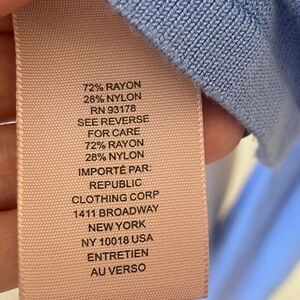 72% RAYON
28% NYLON
RN 93178
SEE REVERSE
FOR CARE
72% RAYON
28% NYLON
IMPORTÉ PAR:
REPUBLIC
CLOTHING CORP
1411 BROADWAY
NEW YORK
NY 10018 USA
ENTRETIEN
AU VERSO